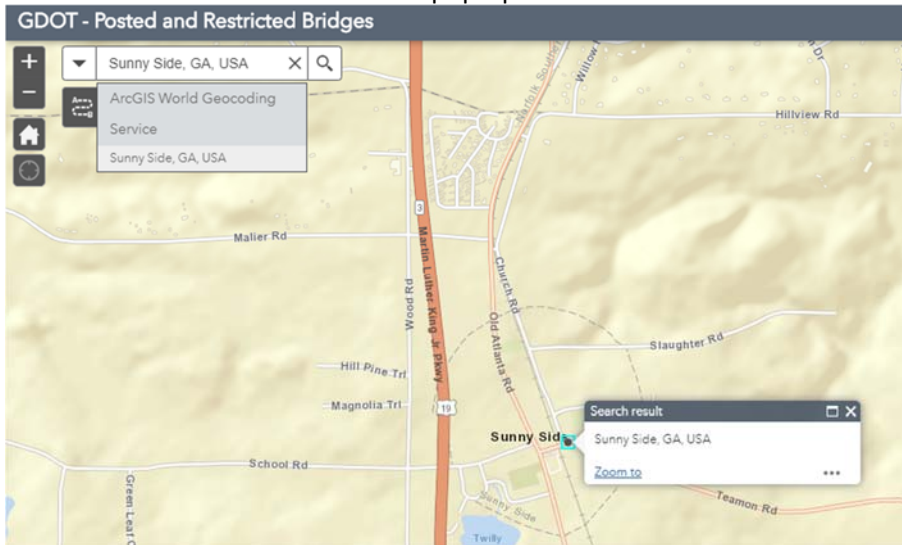 GDOT - Posted and Restricted Bridges
+
Sunny Side, GA, USA
−
ArcGIS World Geocoding
Service
Sunny Side, GA, USA
Norfolk South
Willow
Dr
Hillview Rd
3
Malier Rd
Martin Luther King Jr Pkwy
Wood Rd
Church Rd
Old Atlanta Rd
Slaughter Rd
Hill Pine Trl
Magnolia Trl
19
Search result
Sunny Side, GA, USA
Zoom to
Sunny Sid
School Rd
Green Leaf
Sunny Side
Teamon Rd
Twilly